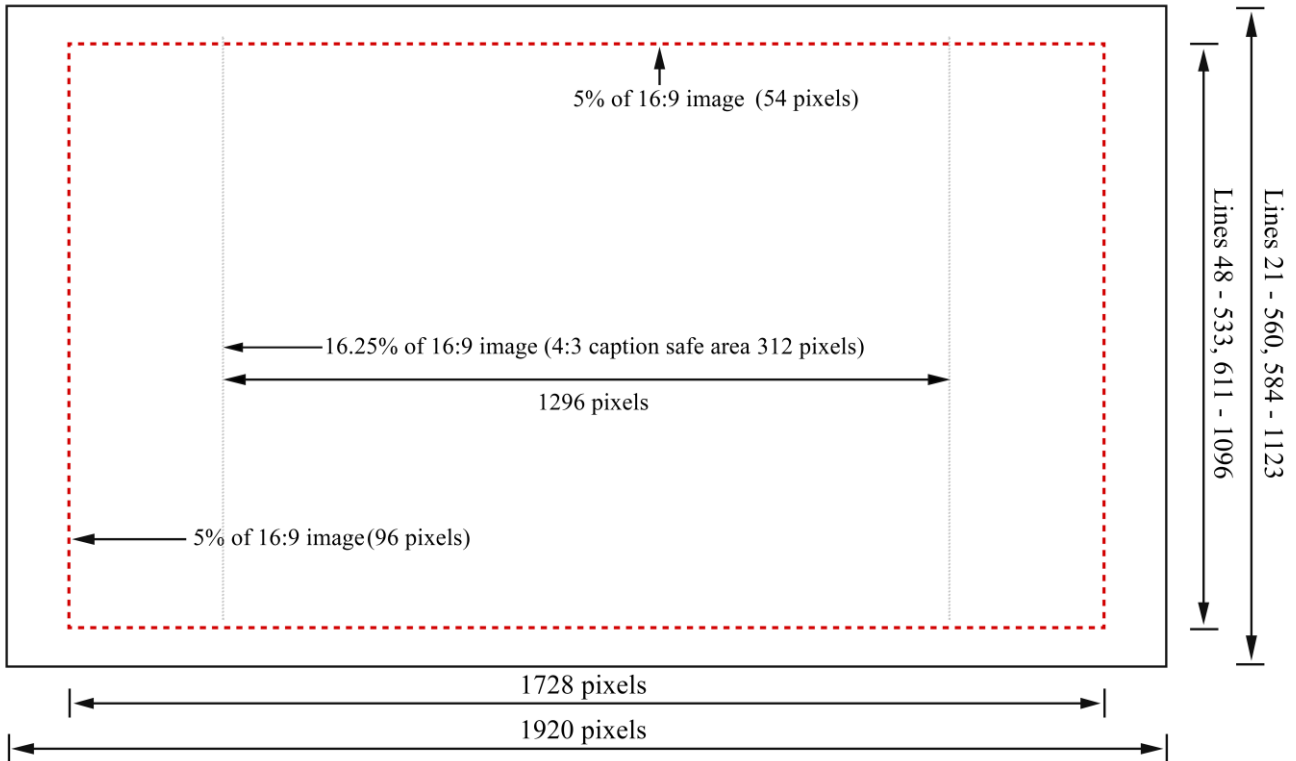 5% of 16:9 image (54 pixels)
16.25% of 16:9 image (4:3 caption safe area 312 pixels)
1296 pixels
5% of 16:9 image (96 pixels)
Lines 48 - 533, 611 - 1096
Lines 21 - 560, 584 - 1123
1728 pixels
1920 pixels